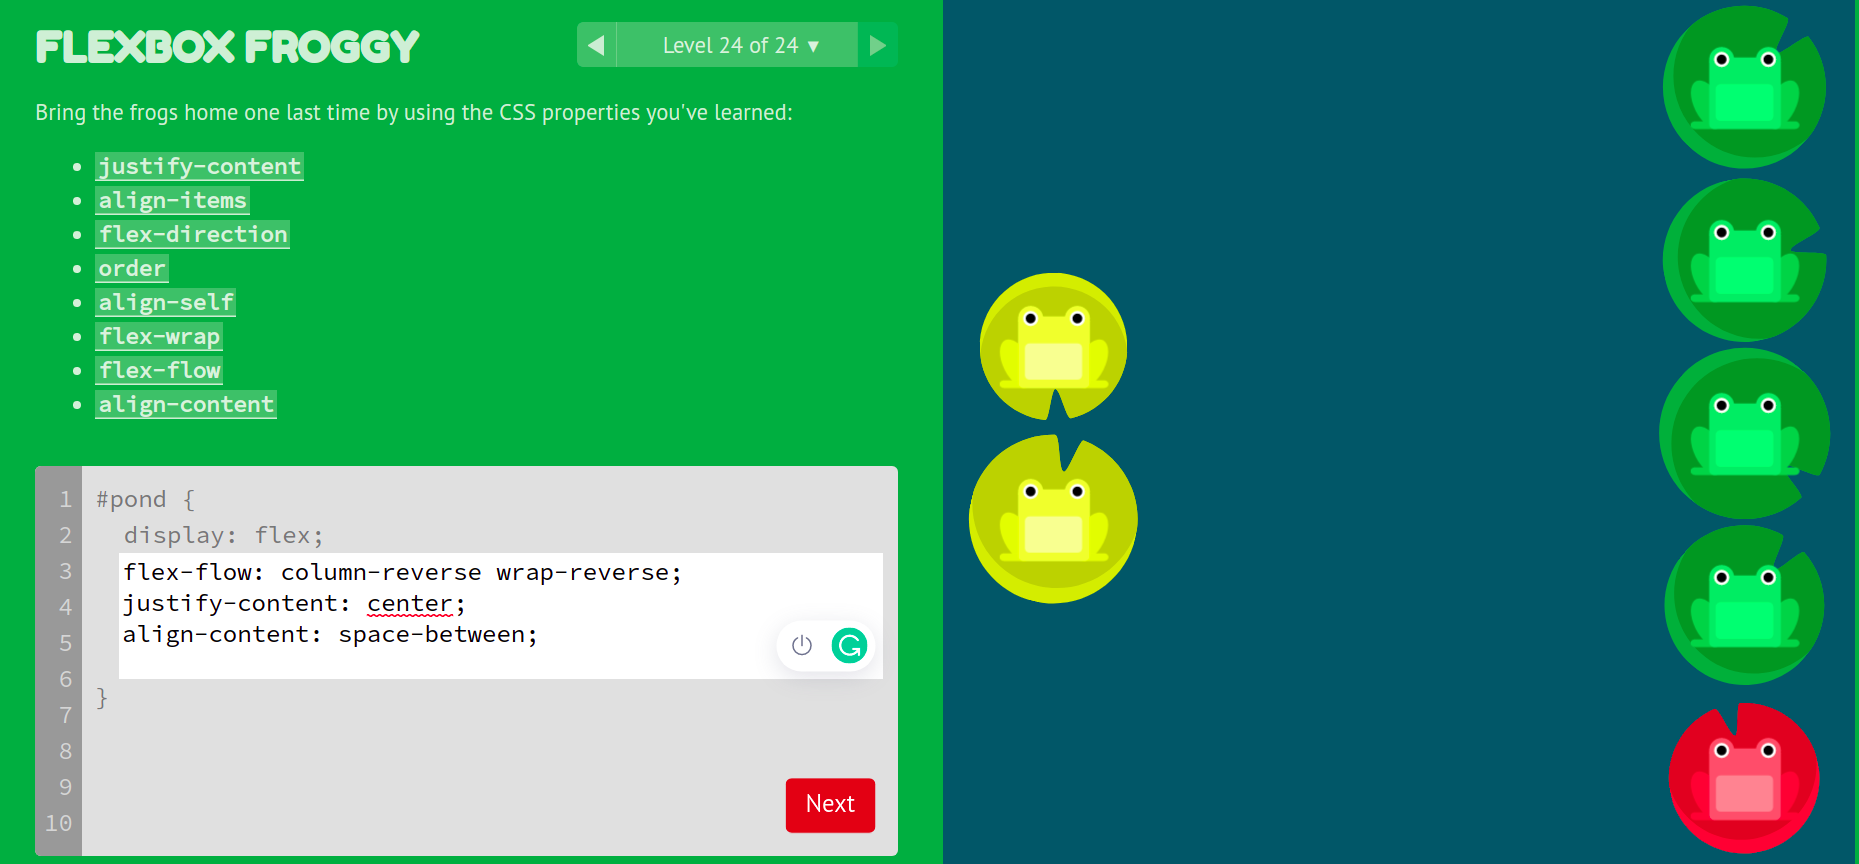 FLEXBOX FROGGY
◀ Level 24 of 24 ▼ ▶
Bring the frogs home one last time by using the CSS properties you've learned:
• justify-content
• align-items
• flex-direction
• order
• align-self
• flex-wrap
• flex-flow
• align-content
1 #pond {
2 display: flex;
3 flex-flow: column-reverse wrap-reverse;
4 justify-content: center;
5 align-content: space-between;
6 }
7
8
9
10
Next